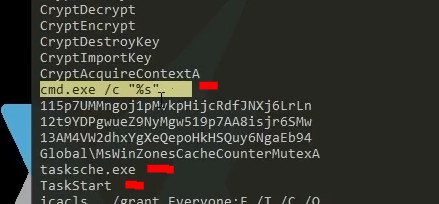 CryptDecrypt
CryptEncrypt
CryptDestroyKey
CryptImportKey
CryptAcquireContextA
cmd.exe /c "%s"
115p7UMMngoj1pMvkpHijcRdfJNXj6LrLn
12t9YDPgwueZ9NyMgw519p7AA8isjr6SMw
13AM4VW2dhxYgXeQepoHkHSQuy6NgaEb94
Global\MsWinZonesCacheCounterMutexA
tasksche.exe
TaskStart
icacls . /grant Everyone:F /T /C /Q